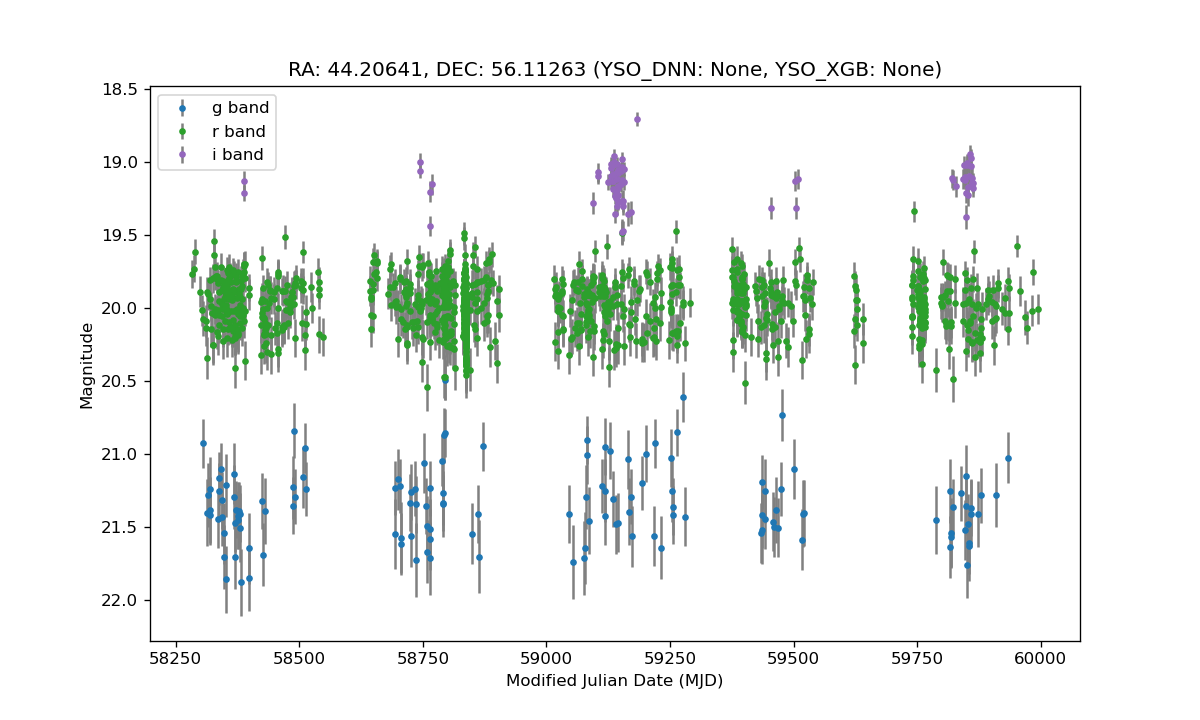 RA: 44.20641, DEC: 56.11263 (YSO_DNN: None, YSO_XGB: None)
g band
r band
i band
18.5
19.0
19.5
20.0
20.5
21.0
21.5
22.0
Magnitude
58250 58500 58750 59000 59250 59500 59750 60000
Modified Julian Date (MJD)